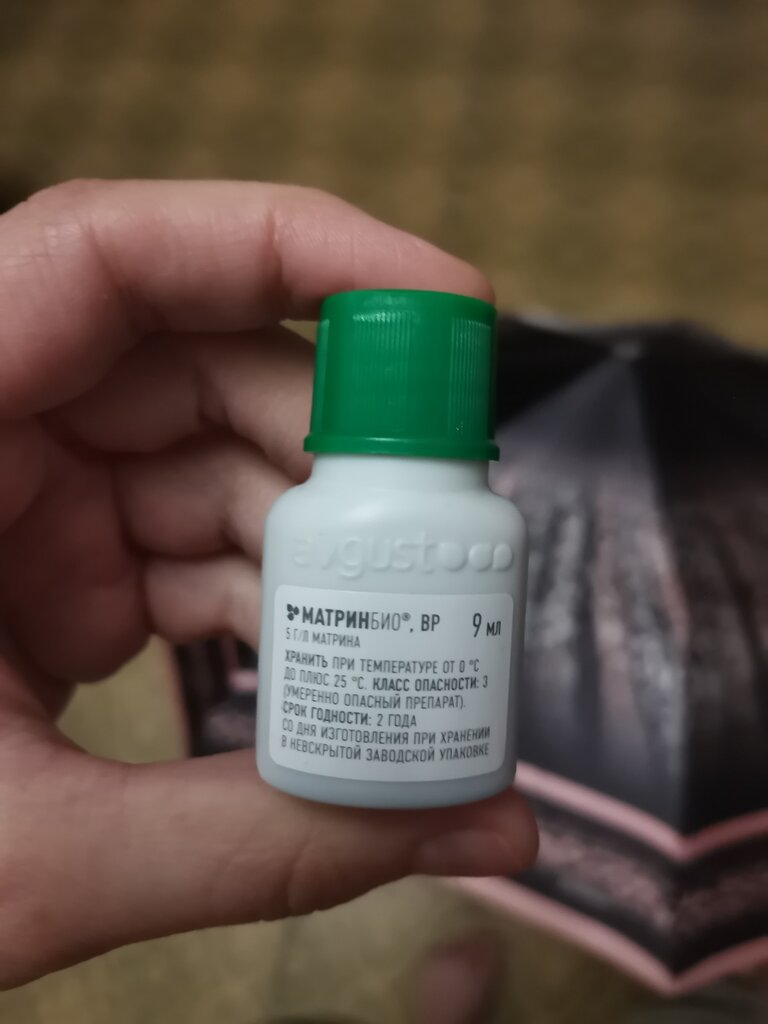 avgust
МАТРИНБИО®, ВР 9 мл
5 Г/Л МАТРИНА
ХРАНИТЬ ПРИ ТЕМПЕРАТУРЕ ОТ 0 °С
ДО ПЛЮС 25 °С. КЛАСС ОПАСНОСТИ: 3
(УМЕРЕННО ОПАСНЫЙ ПРЕПАРАТ).
СРОК ГОДНОСТИ: 2 ГОДА
СО ДНЯ ИЗГОТОВЛЕНИЯ ПРИ ХРАНЕНИИ
В НЕВСКРЫТОЙ ЗАВОДСКОЙ УПАКОВКЕ